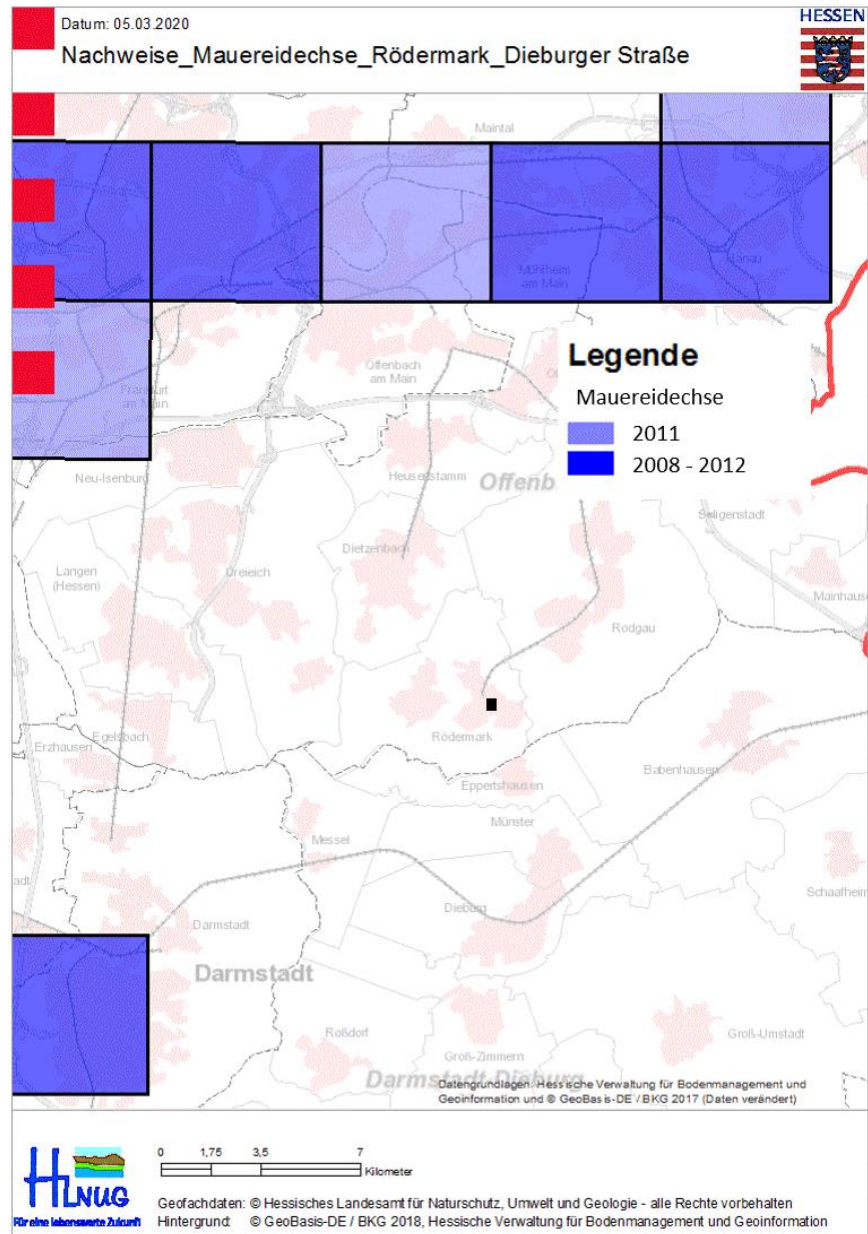 HESSEN
Datum: 05.03.2020
Nachweise_Mauereidechse_Rödermark_Dieburger Straße
Maintal
Mühlheim
am Main
Hanau
Legende
Mauereidechse
2011
2008 - 2012
Offenbach
am Main
Frankfurt
am Main
Neu-Isenburg
Heusenstamm
Offenb
Seligenstadt
Langen
(Hessen)
Dreieich
Dietzenbach
Mainhaus
Rodgau
Egelsbach
Erzhausen
Rödermark
Babenhausen
Eppertshausen
Münster
Messel
Schaafheim
Dieburg
Darmstadt
Darmstadt
Roßdorf
Groß-Umstadt
Groß-Zimmern
Darmstadt-Dieburg
Datengrundlagen: Hessische Verwaltung für Bodenmanagement und
Geoinformation und © GeoBasis-DE / BKG 2017 (Daten verändert)
0 1,75 3,5 7
Kilometer
HLNUG
Für eine lebenswerte Zukunft
Geofachdaten: © Hessisches Landesamt für Naturschutz, Umwelt und Geologie - alle Rechte vorbehalten
Hintergrund: © GeoBasis-DE / BKG 2018, Hessische Verwaltung für Bodenmanagement und Geoinformation